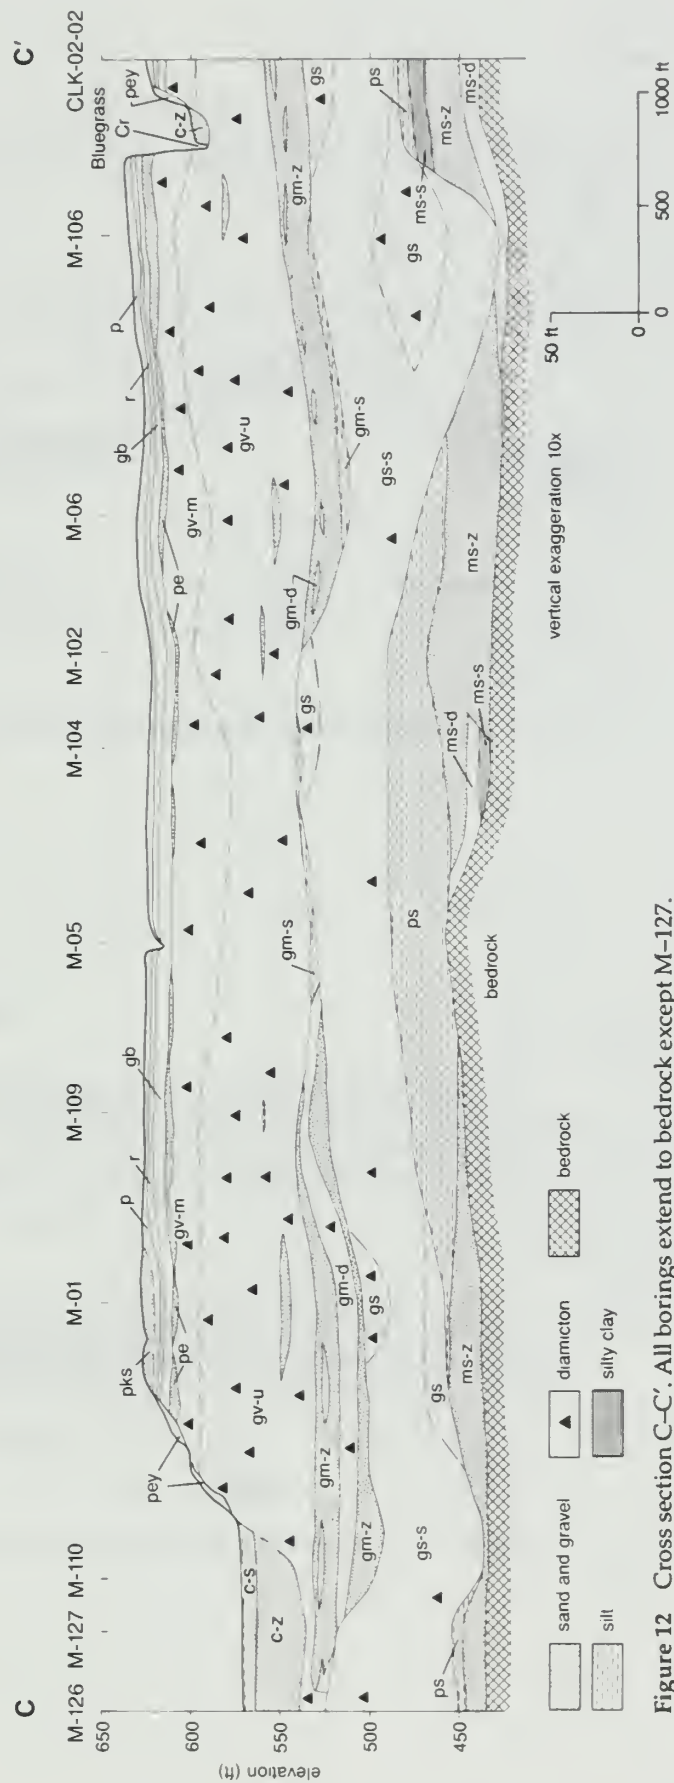 C
C′
M-126 M-127 M-110 M-01 M-109 M-05 M-104 M-102 M-06 M-106 Bluegrass CLK-02-02
650
600
550
500
450
elevation (ft)
pks
p
r
gb
p
r
gb
Cr
pey
c-z
pey
pe
gv-m
pe
gv-m
gv-u
gv-u
c-s
c-z
gm-z
gm-d
gm-s
gs
gm-d
gm-z
gs
gm-z
gs
gm-s
gs-s
gs
ps
gs-s
gs
ps
ms-s
ps
ms-z
ms-d
ms-s
ms-z
ms-z
ms-d
bedrock
sand and gravel
diamicton
bedrock
silt
silty clay
vertical exaggeration 10x
50 ft
0
0 500 1000 ft
Figure 12 Cross section C–C′. All borings extend to bedrock except M–127.